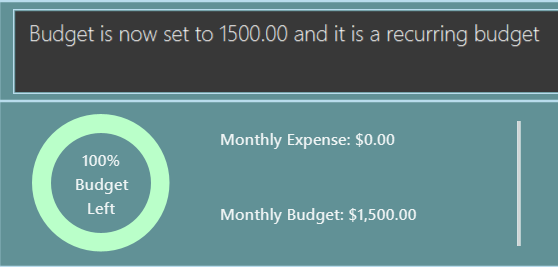 Budget is now set to 1500.00 and it is a recurring budget
100%
Budget
Left
Monthly Expense: $0.00
Monthly Budget: $1,500.00